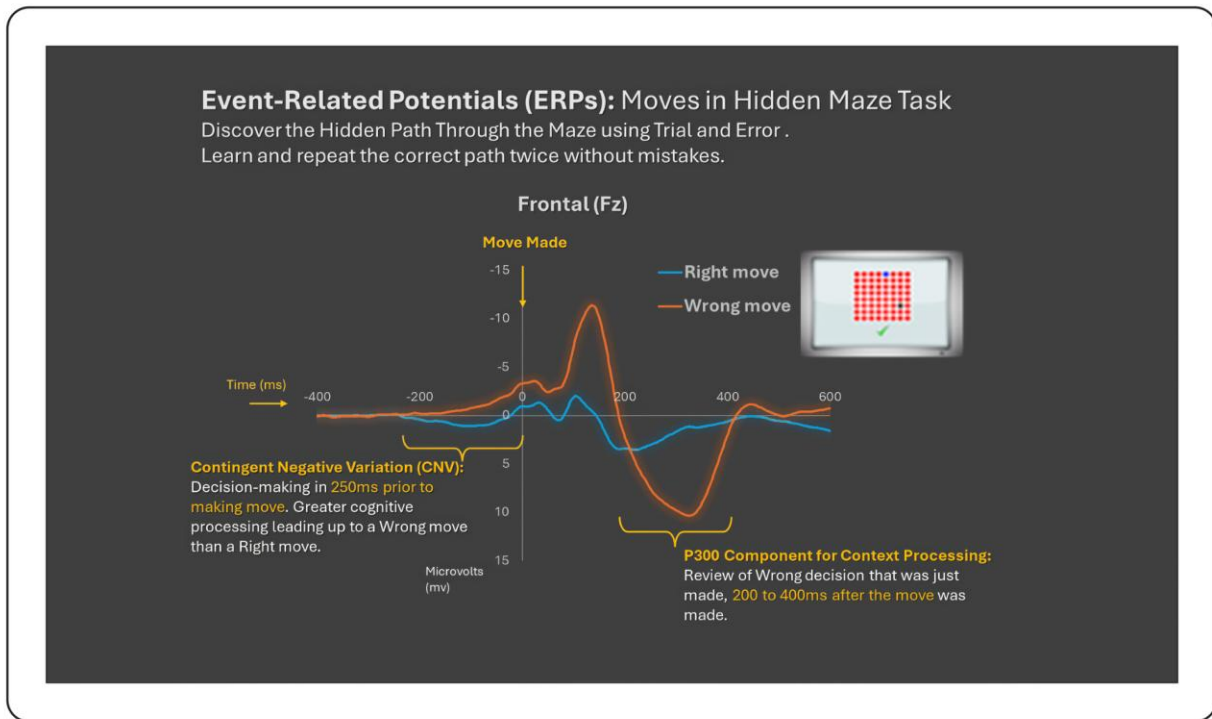 Event-Related Potentials (ERPs): Moves in Hidden Maze Task
Discover the Hidden Path Through the Maze using Trial and Error .
Learn and repeat the correct path twice without mistakes.
Frontal (Fz)
Move Made
-15
-10
-5
0
5
10
15
Right move
Wrong move
Time (ms)
-400
-200
0
200
400
600
Contingent Negative Variation (CNV):
Decision-making in 250ms prior to
making move. Greater cognitive
processing leading up to a Wrong move
than a Right move.
Microvolts
(mv)
P300 Component for Context Processing:
Review of Wrong decision that was just
made, 200 to 400ms after the move was
made.